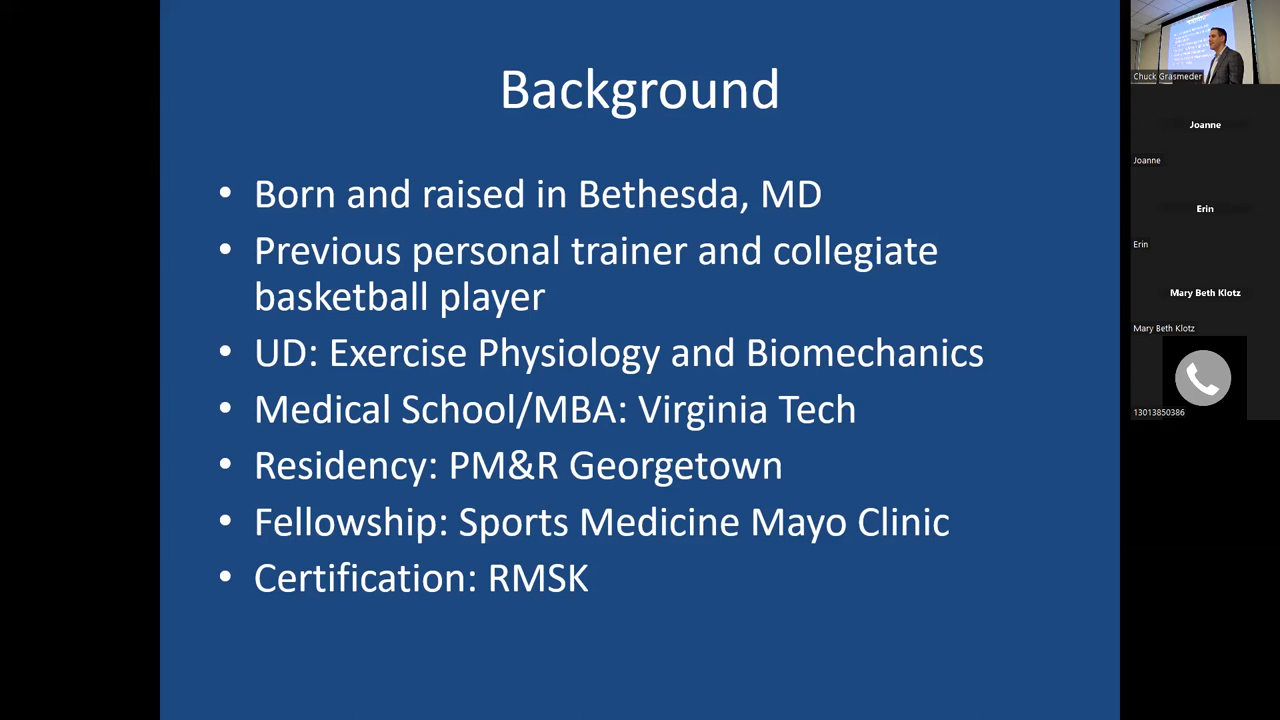 Background
• Born and raised in Bethesda, MD
• Previous personal trainer and collegiate
basketball player
• UD: Exercise Physiology and Biomechanics
• Medical School/MBA: Virginia Tech
• Residency: PM&R Georgetown
• Fellowship: Sports Medicine Mayo Clinic
• Certification: RMSK
Chuck Grasmeder
Joanne
Joanne
Erin
Erin
Mary Beth Klotz
Mary Beth Klotz
13013850386